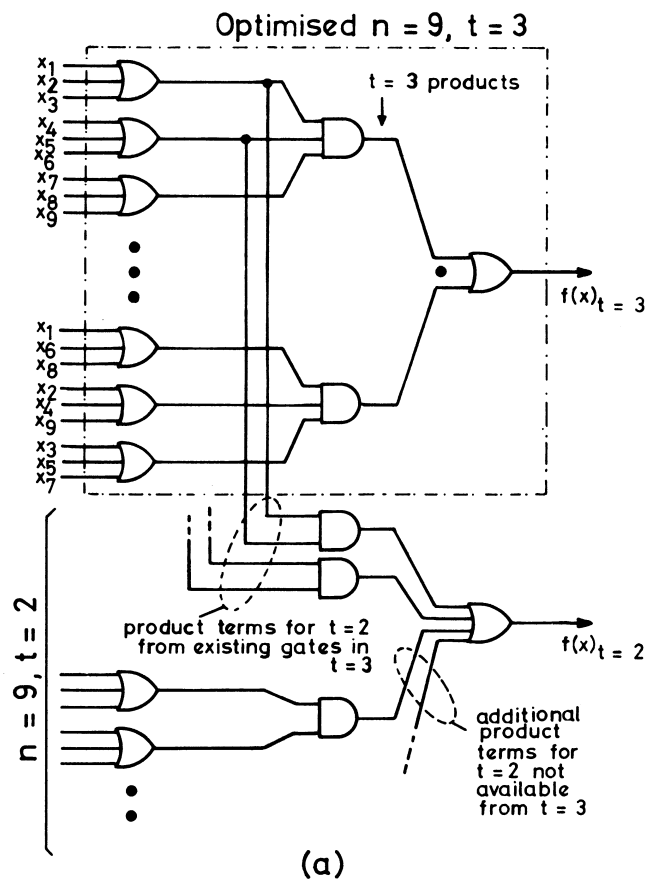 Optimised n = 9, t = 3
x1
x2
x3
x4
x5
x6
x7
x8
x9
t = 3 products
f(x)t = 3
x1
x6
x8
x2
x4
x9
x3
x5
x7
n = 9, t = 2
product terms for t = 2
from existing gates in
t = 3
f(x)t = 2
additional
product
terms for
t = 2 not
available
from t = 3
(a)